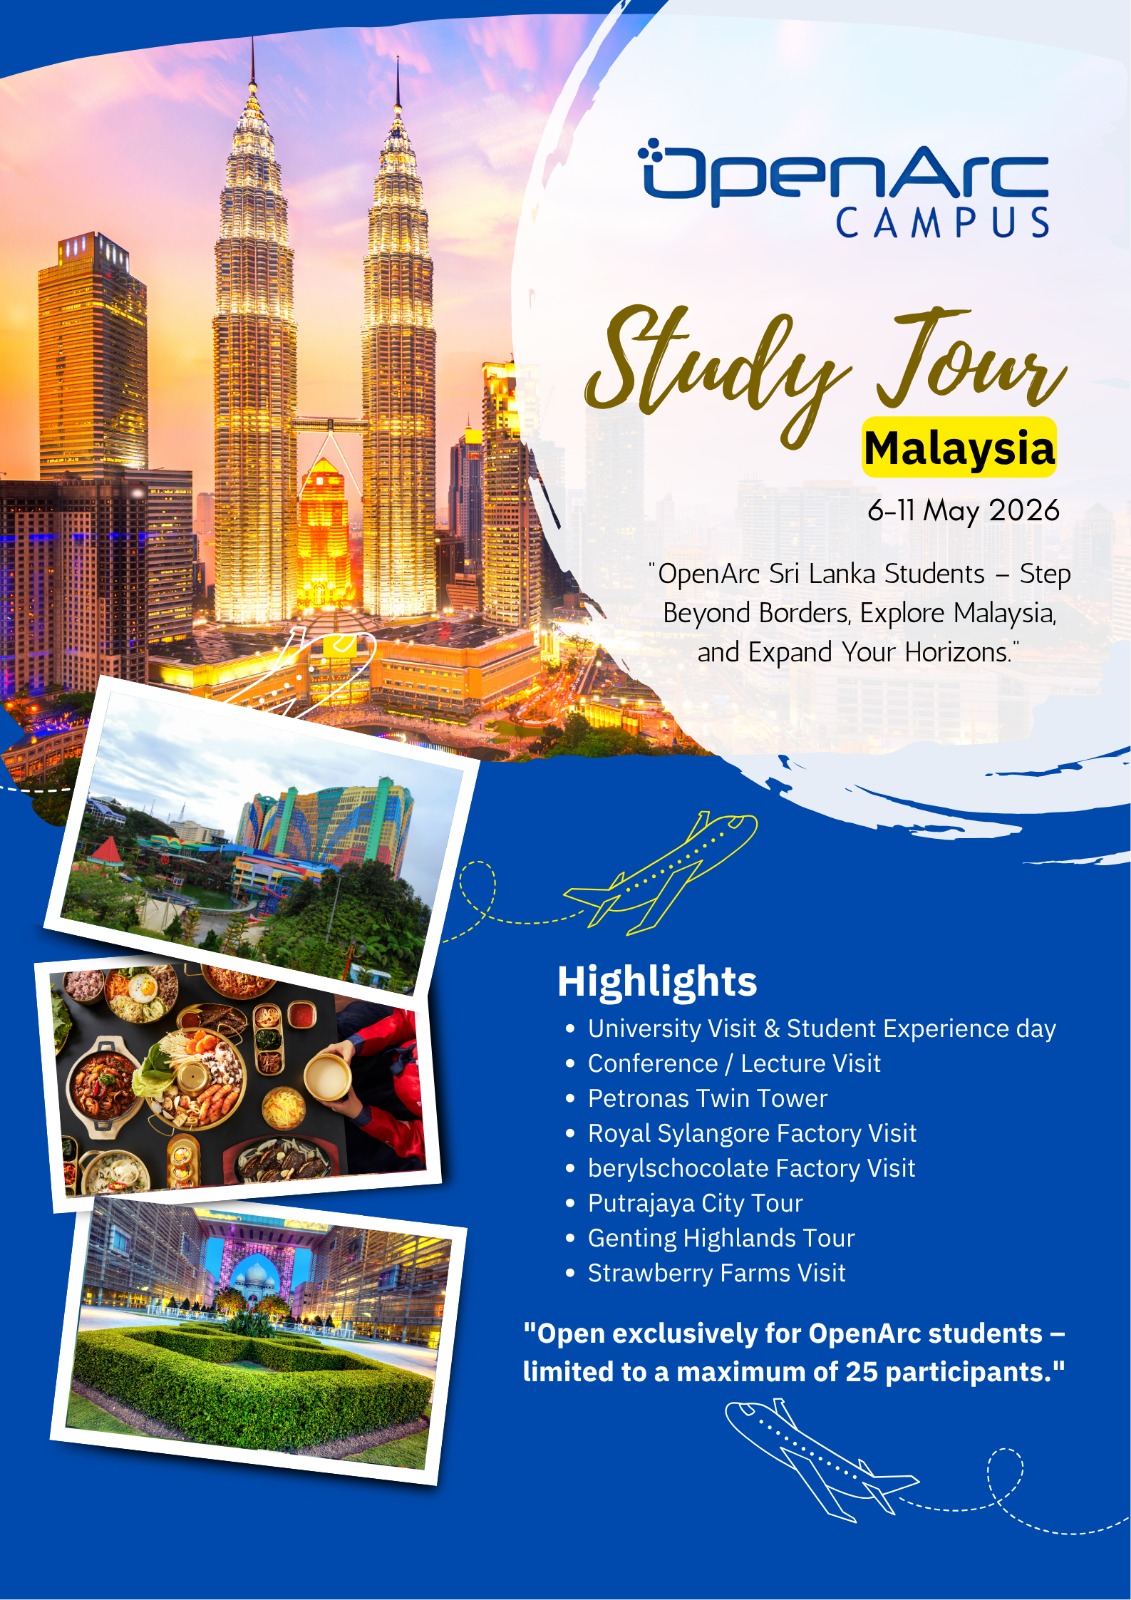 OpenArc
CAMPUS
Study Tour
Malaysia
6-11 May 2026
"OpenArc Sri Lanka Students – Step
Beyond Borders, Explore Malaysia,
and Expand Your Horizons."
Highlights
• University Visit & Student Experience day
• Conference / Lecture Visit
• Petronas Twin Tower
• Royal Sylangore Factory Visit
• berylschocolate Factory Visit
• Putrajaya City Tour
• Genting Highlands Tour
• Strawberry Farms Visit
"Open exclusively for OpenArc students –
limited to a maximum of 25 participants."